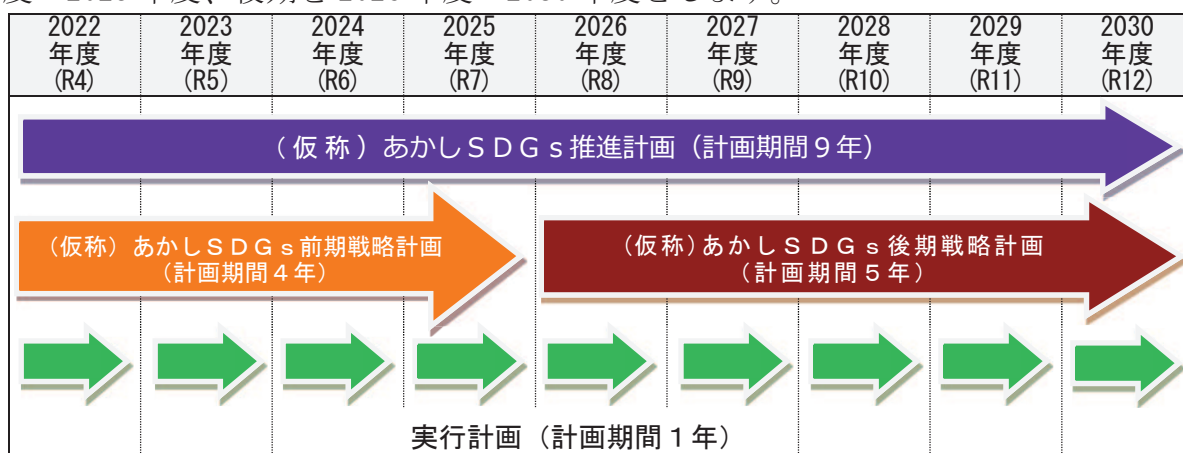 2022 2023 2024 2025 2026 2027 2028 2029 2030
年度 年度 年度 年度 年度 年度 年度 年度 年度
(R4) (R5) (R6) (R7) (R8) (R9) (R10) (R11) (R12)
(仮称)あかしSDGs推進計画(計画期間9年)
(仮称)あかしSDGs前期戦略計画
(計画期間4年)
(仮称)あかしSDGs後期戦略計画
(計画期間5年)
実行計画(計画期間1年)